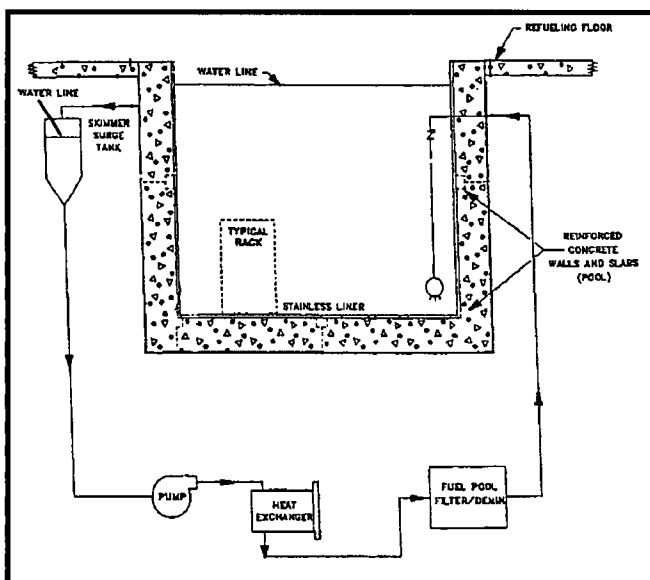 REFUELING FLOOR
WATER LINE
WATER LINE
SKIMMER
SURGE
TANK
TYPICAL
RACK
REINFORCED
CONCRETE
WALLS AND SLABS
(POOL)
STAINLESS LINER
PUMP
HEAT
EXCHANGER
FUEL POOL
FILTER/DEMIN